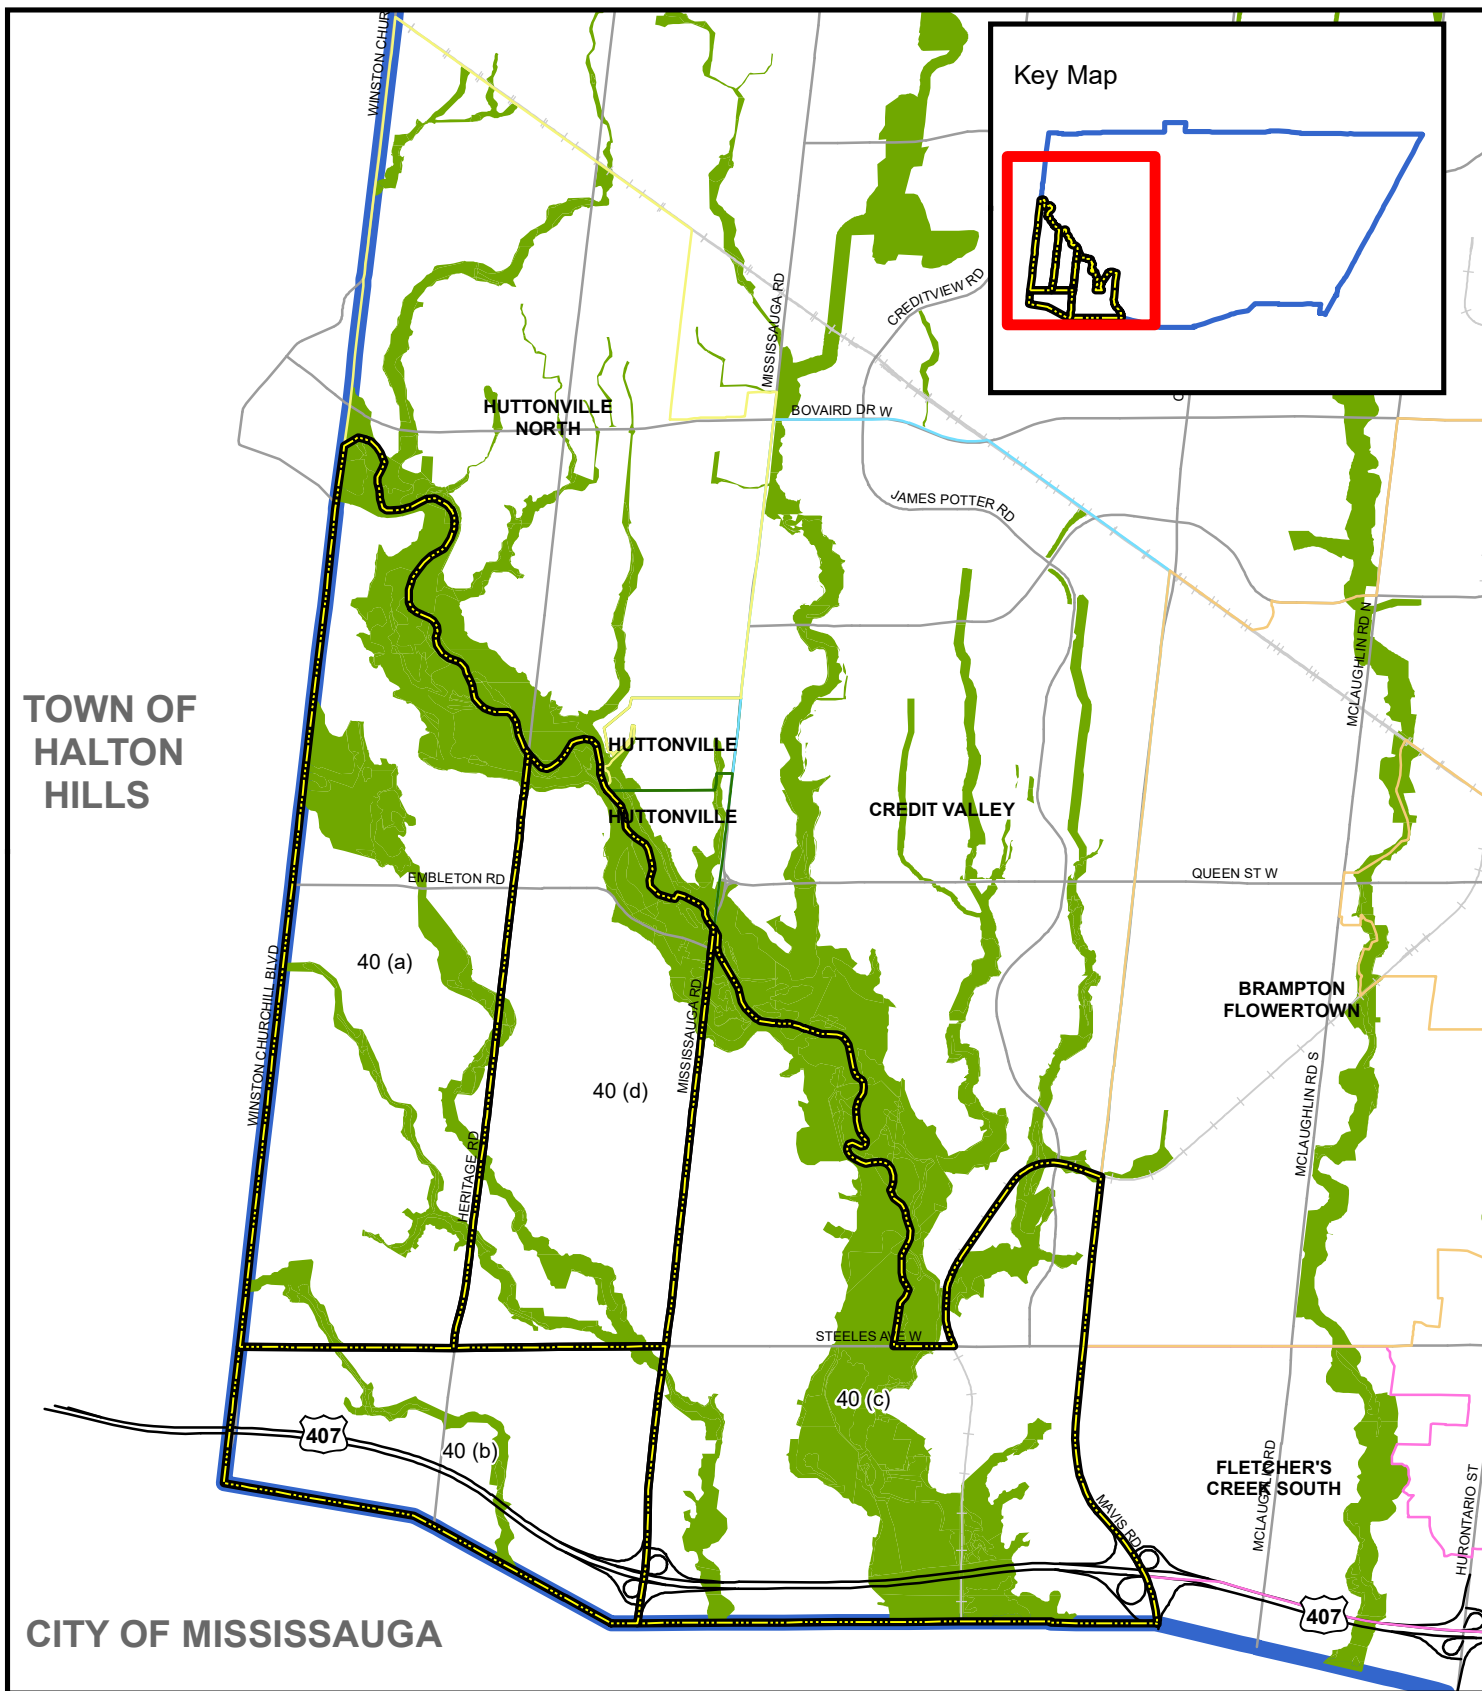 WINSTON CHUR
Key Map
MISSISSAUGA RD
CREDITVIEW RD
HUTTONVILLE
NORTH
BOVAIRD DR W
JAMES POTTER RD
MCLAUGHLIN RD N
TOWN OF
HALTON
HILLS
HUTTONVILLE
HUTTONVILLE
CREDIT VALLEY
EMBLETON RD
QUEEN ST W
40 (a)
WINSTON CHURCHILL BLVD
MISSISSAUGA RD
BRAMPTON
FLOWERTOWN
40 (d)
HERITAGE RD
MCLAUGHLIN RD S
STEELES AVE W
40 (c)
407
40 (b)
MAVIS RD
FLETCHER'S
CREEK SOUTH
MCLAUGHLIN RD
HURONTARIO ST
407
CITY OF MISSISSAUGA